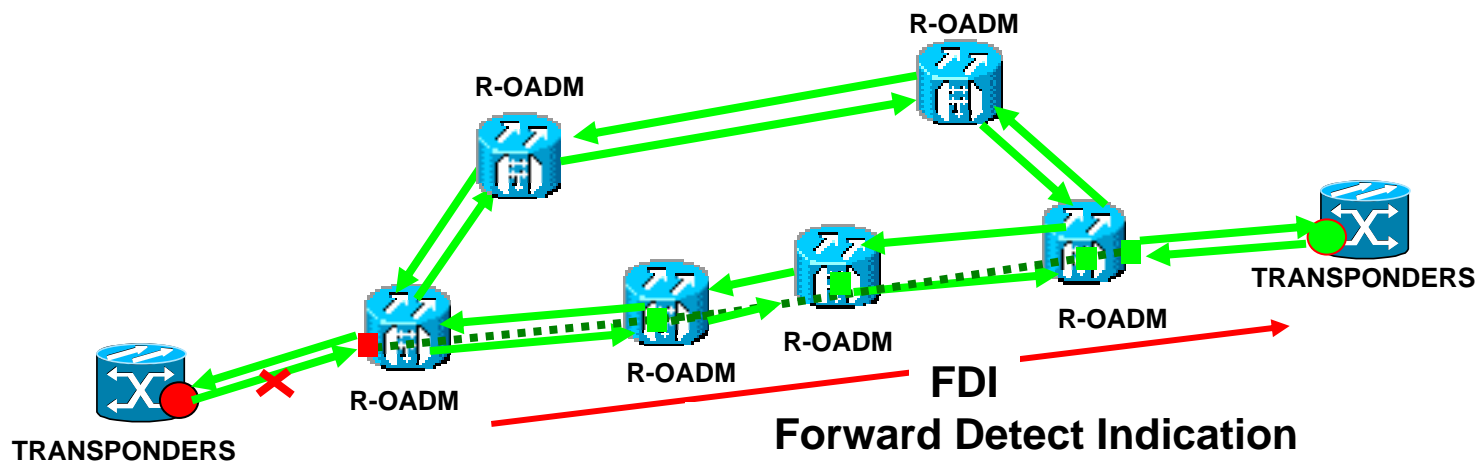 R-OADM
R-OADM
TRANSPONDERS
R-OADM
R-OADM
R-OADM
R-OADM
TRANSPONDERS
FDI
Forward Detect Indication